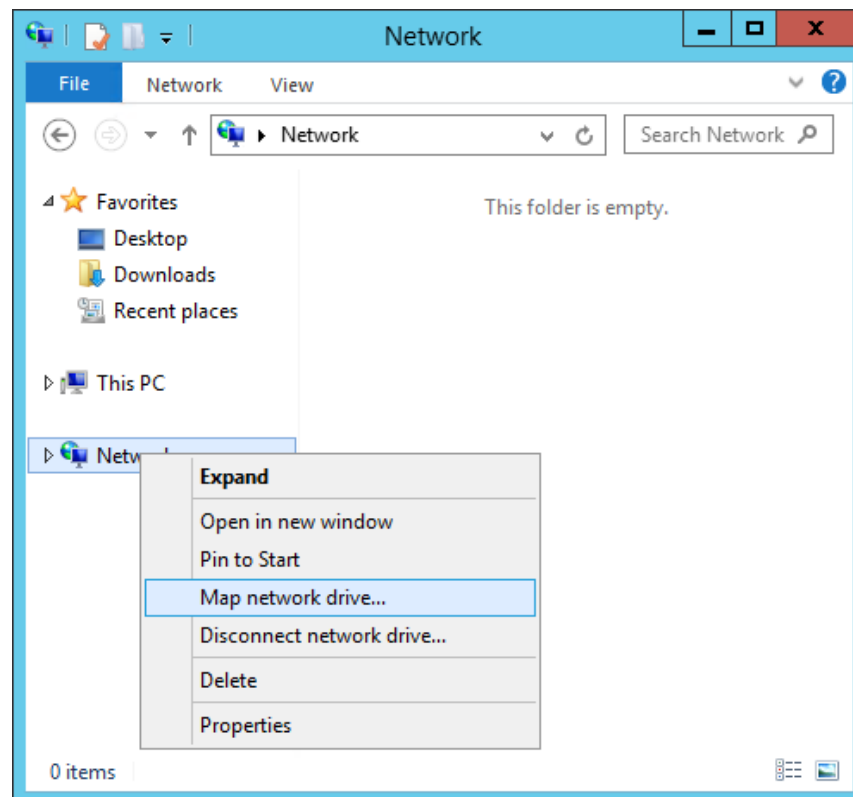 Network
File Network View
Network Search Network
Favorites
This folder is empty.
Desktop
Downloads
Recent places
This PC
Expand
Open in new window
Pin to Start
Map network drive...
Disconnect network drive...
Delete
Properties
0 items